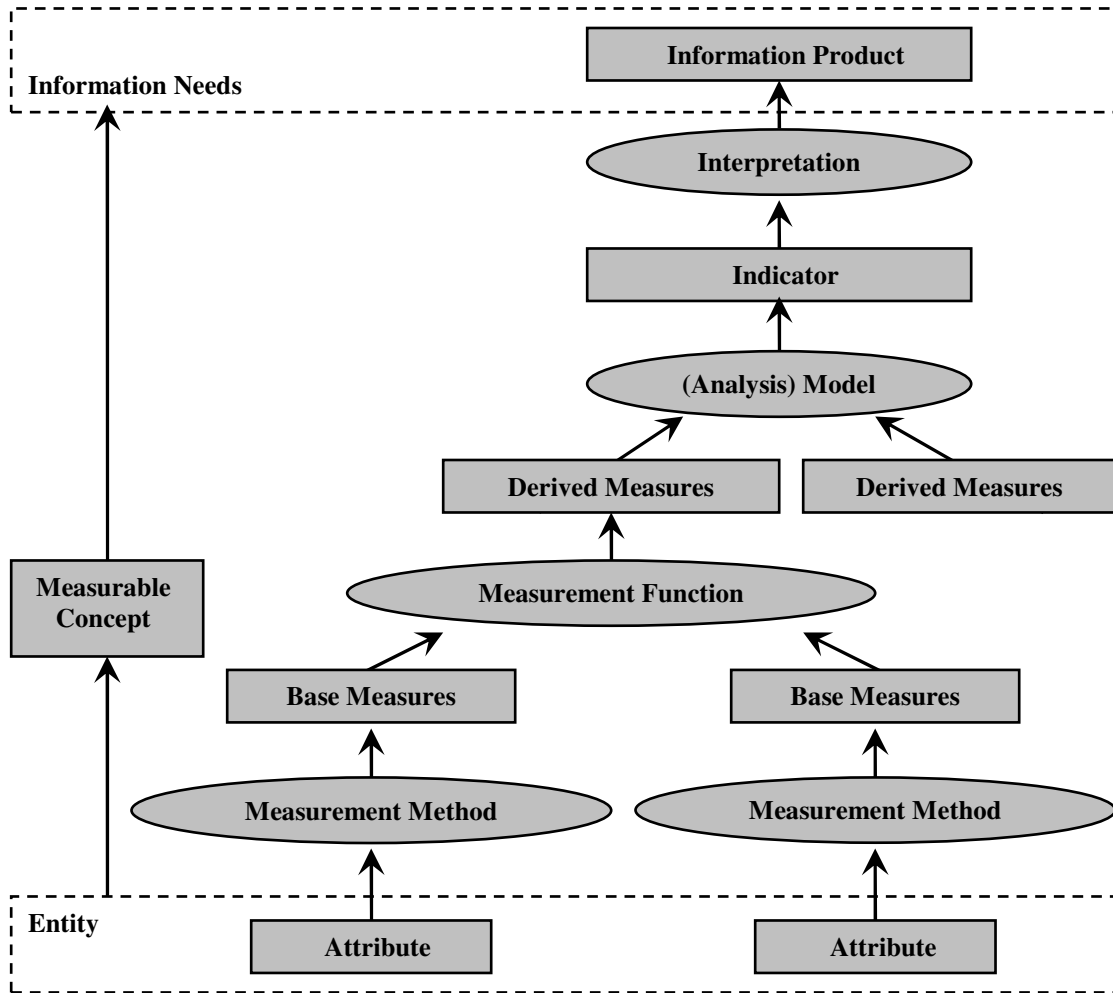 Information Product
Information Needs
Interpretation
Indicator
(Analysis) Model
Derived Measures
Derived Measures
Measurable
Concept
Measurement Function
Base Measures
Base Measures
Measurement Method
Measurement Method
Entity
Attribute
Attribute